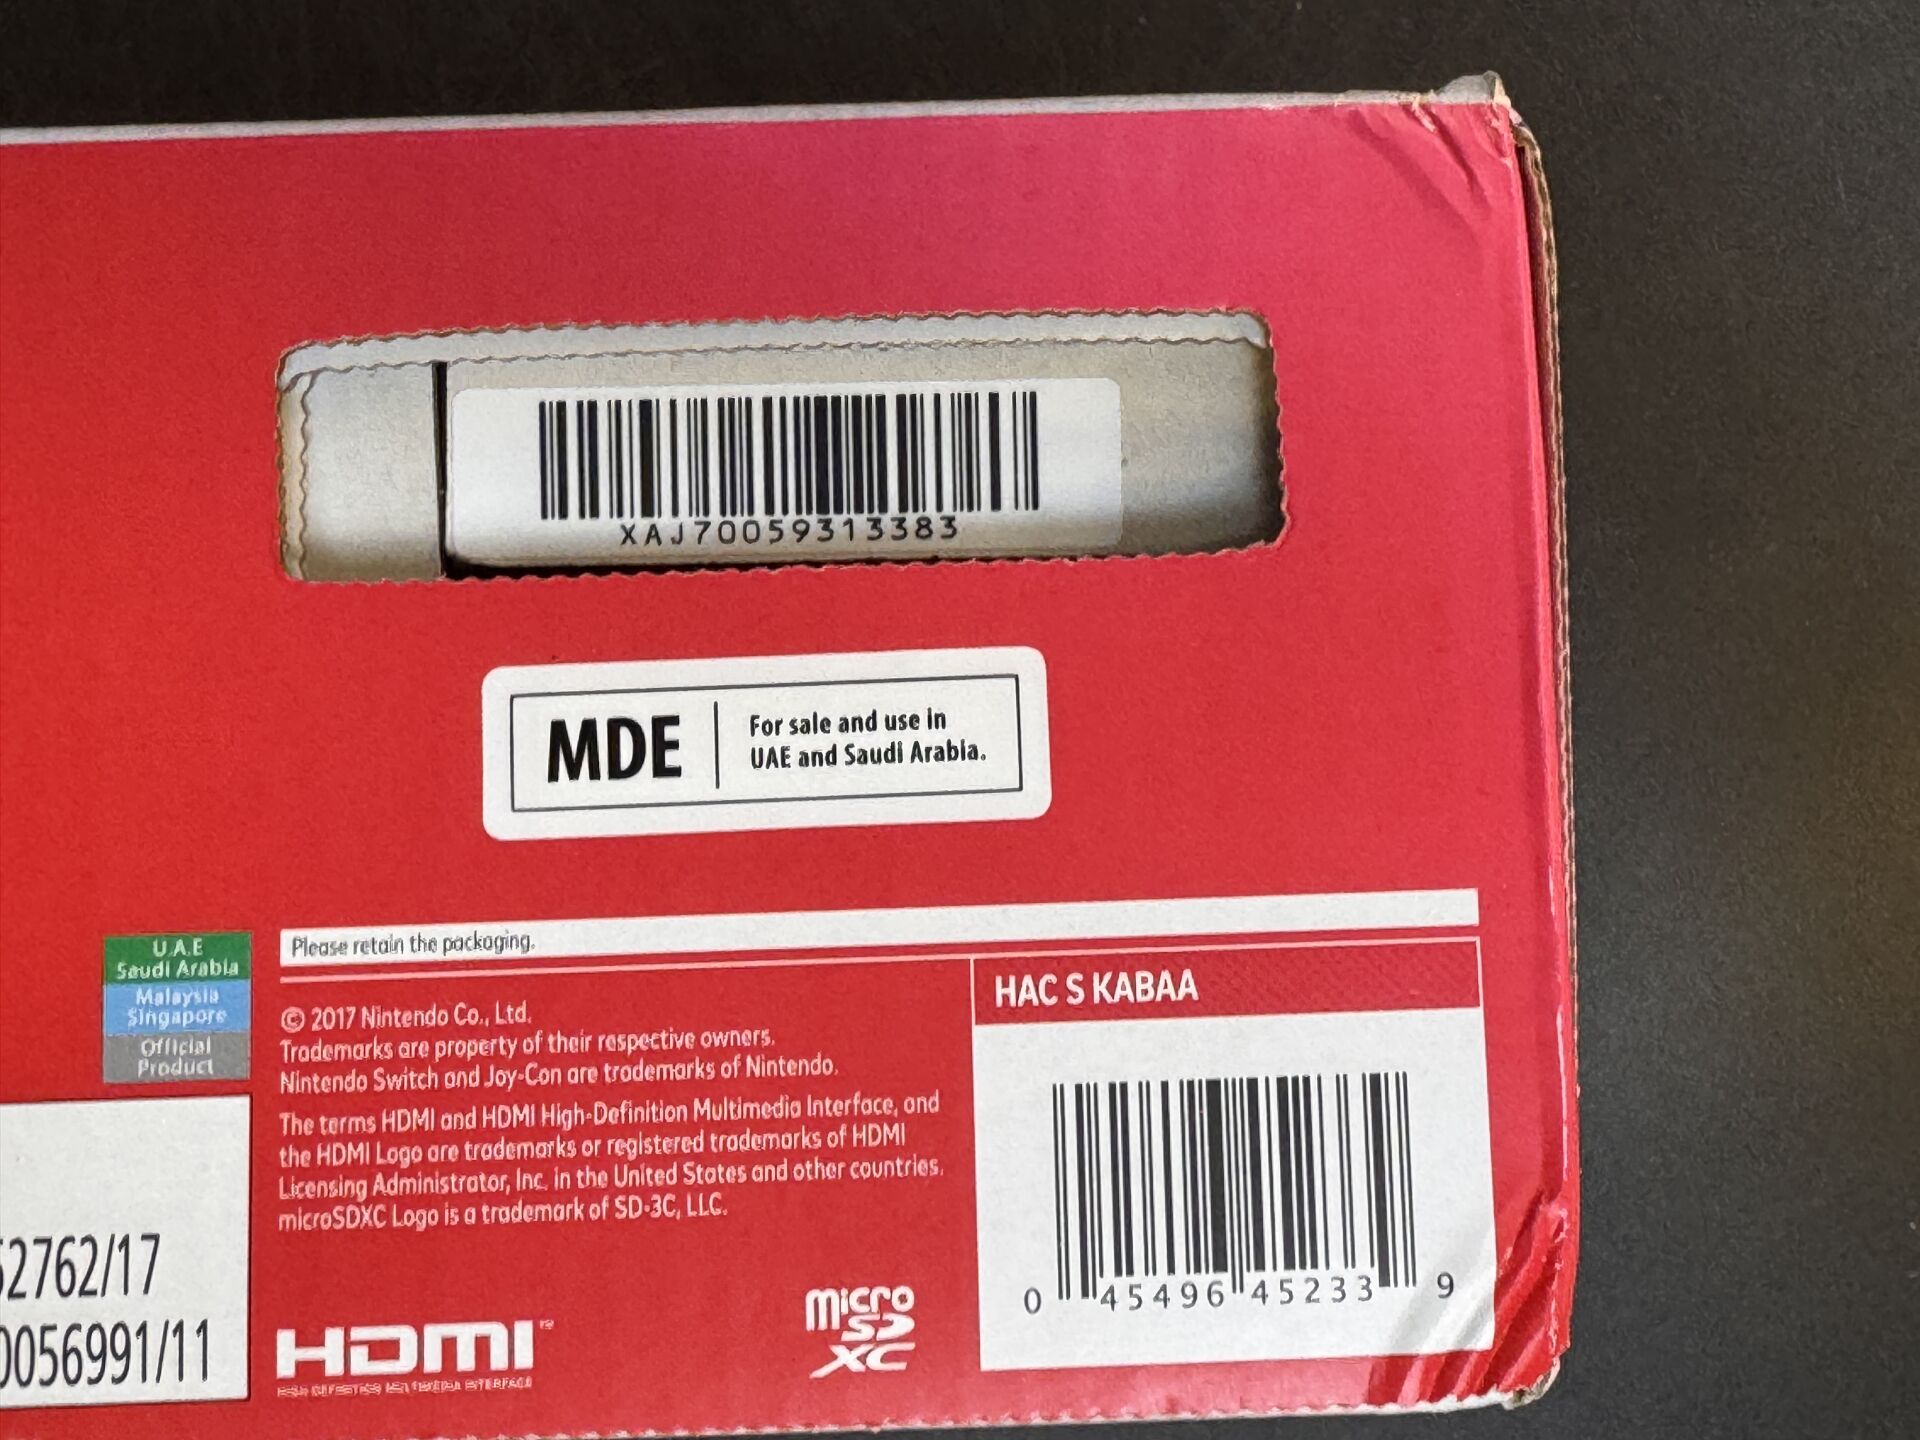 XAJ70059313383
MDE
For sale and use in
UAE and Saudi Arabia.
U.A.E
Saudi Arabia
Malaysia
Singapore
Official
Product
Please retain the packaging.
© 2017 Nintendo Co., Ltd.
Trademarks are property of their respective owners.
Nintendo Switch and Joy-Con are trademarks of Nintendo.
The terms HDMI and HDMI High-Definition Multimedia Interface, and
the HDMI Logo are trademarks or registered trademarks of HDMI
Licensing Administrator, Inc. in the United States and other countries.
microSDXC Logo is a trademark of SD-3C, LLC.
HAC S KABAA
0 45496 45233 9
2762/17
0056991/11
HDMI
HIGH-DEFINITION MULTIMEDIA INTERFACE
micro
SD
XC